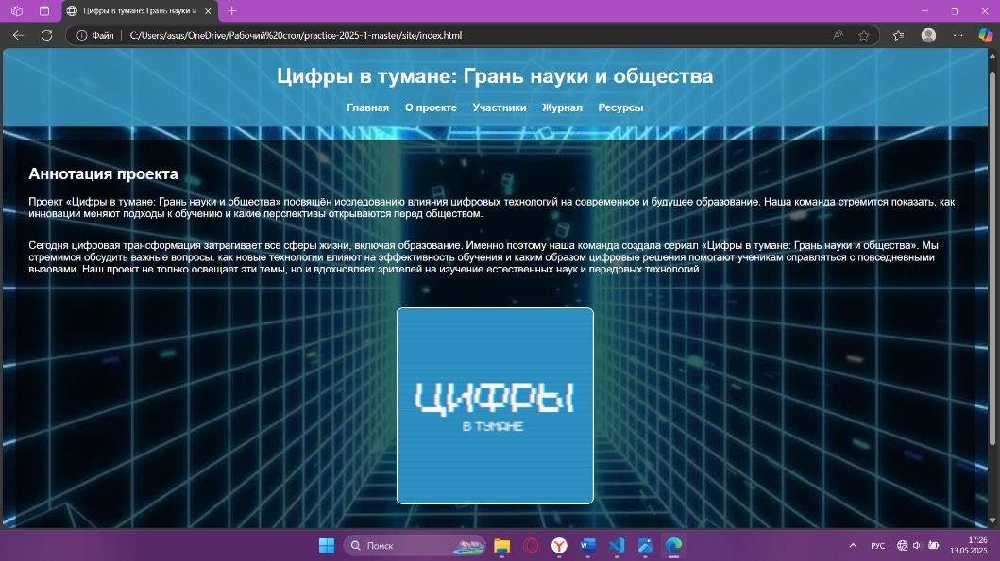 Цифры в тумане: Грань науки и
Файл
C:/Users/asus/OneDrive/Рабочий%20стол/practice-2025-1-master/site/index.html
Цифры в тумане: Грань науки и общества
Главная О проекте Участники Журнал Ресурсы
Аннотация проекта
Проект «Цифры в тумане: Грань науки и общества» посвящён исследованию влияния цифровых технологий на современное и будущее образование. Наша команда стремится показать, как
инновации меняют подходы к обучению и какие перспективы открываются перед обществом.
Сегодня цифровая трансформация затрагивает все сферы жизни, включая образование. Именно поэтому наша команда создала сериал «Цифры в тумане: Грань науки и общества». Мы
стремимся обсудить важные вопросы: как новые технологии влияют на эффективность обучения и каким образом цифровые решения помогают ученикам справляться с повседневными
вызовами. Наш проект не только освещает эти темы, но и вдохновляет зрителей на изучение естественных наук и передовых технологий.
ЦИФРЫ
В ТУМАНЕ
Поиск
РУС
17:26
13.05.2025